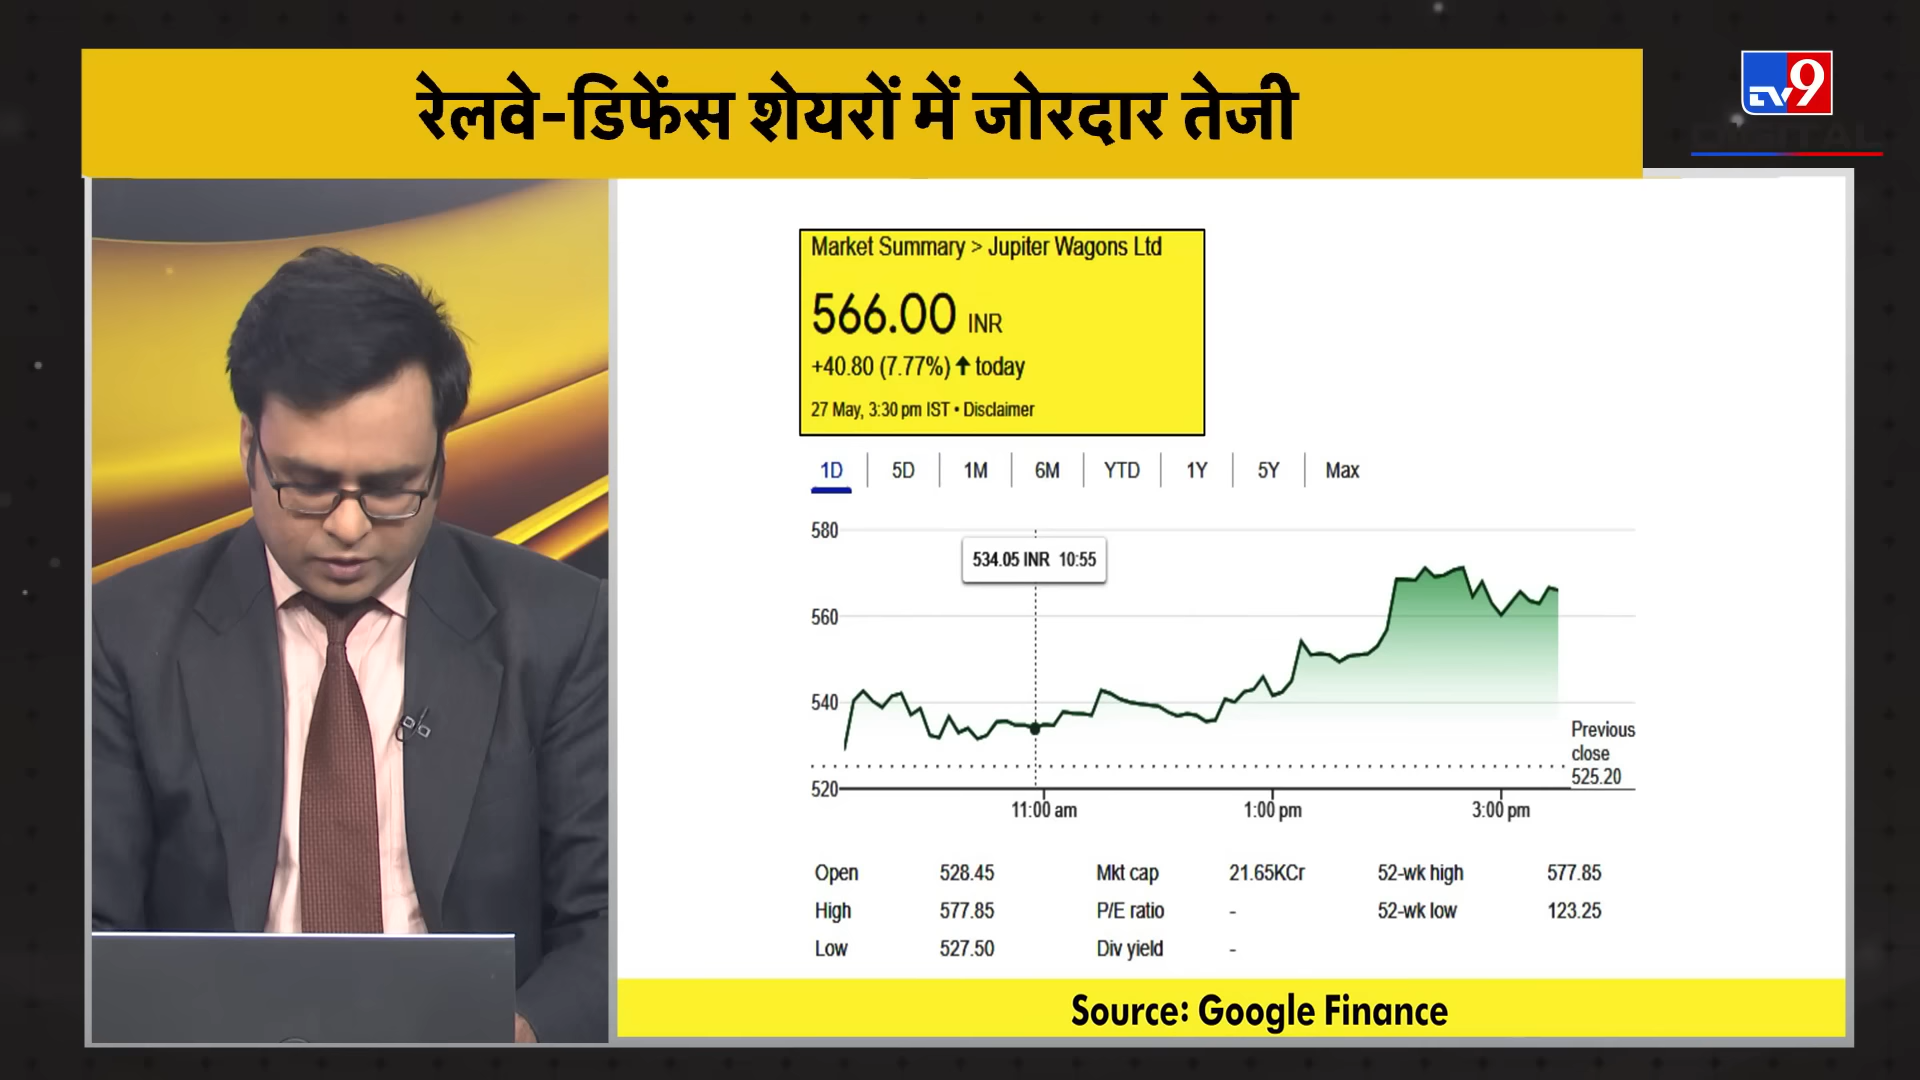 रेलवे-डिफेंस शेयरों में जोरदार तेजी
TV9
Market Summary > Jupiter Wagons Ltd
566.00 INR
+40.80 (7.77%) ↑ today
27 May, 3:30 pm IST • Disclaimer
1D 5D 1M 6M YTD 1Y 5Y Max
580
534.05 INR 10:55
560
540
Previous
close
525.20
520
11:00 am 1:00 pm 3:00 pm
Open 528.45 Mkt cap 21.65KCr 52-wk high 577.85
High 577.85 P/E ratio - 52-wk low 123.25
Low 527.50 Div yield -
Source: Google Finance